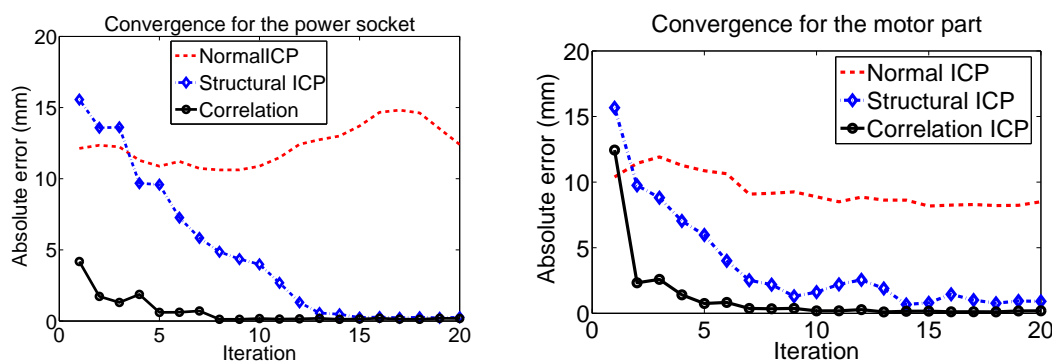 Convergence for the power socket
20
15
10
5
0
0
5
10
15
20
Absolute error (mm)
Iteration
NormalICP
Structural ICP
Correlation
Convergence for the motor part
20
15
10
5
0
0
5
10
15
20
Absolute error (mm)
Iteration
Normal ICP
Structural ICP
Correlation ICP